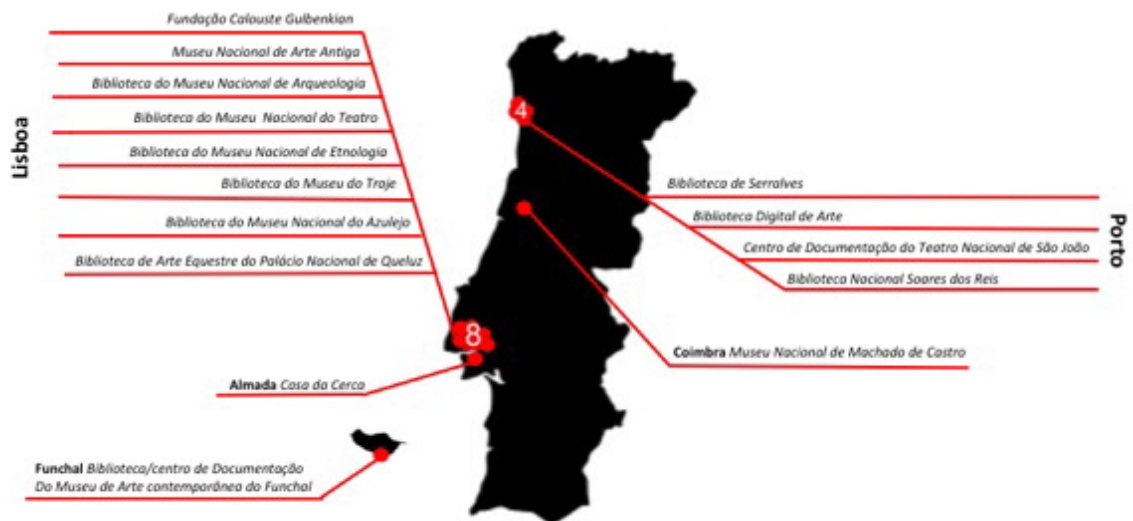 Lisboa
Fundação Calouste Gulbenkian
Museu Nacional de Arte Antiga
Biblioteca do Museu Nacional de Arqueologia
Biblioteca do Museu Nacional do Teatro
Biblioteca do Museu Nacional de Etnologia
Biblioteca do Museu do Traje
Biblioteca do Museu Nacional do Azulejo
Biblioteca de Arte Equestre do Palácio Nacional de Queluz
8
4
Porto
Biblioteca de Serralves
Biblioteca Digital de Arte
Centro de Documentação do Teatro Nacional de São João
Biblioteca Nacional Soares dos Reis
Coimbra Museu Nacional de Machado de Castro
Almada Casa da Cerca
Funchal Biblioteca/centro de Documentação
Do Museu de Arte contemporânea do Funchal